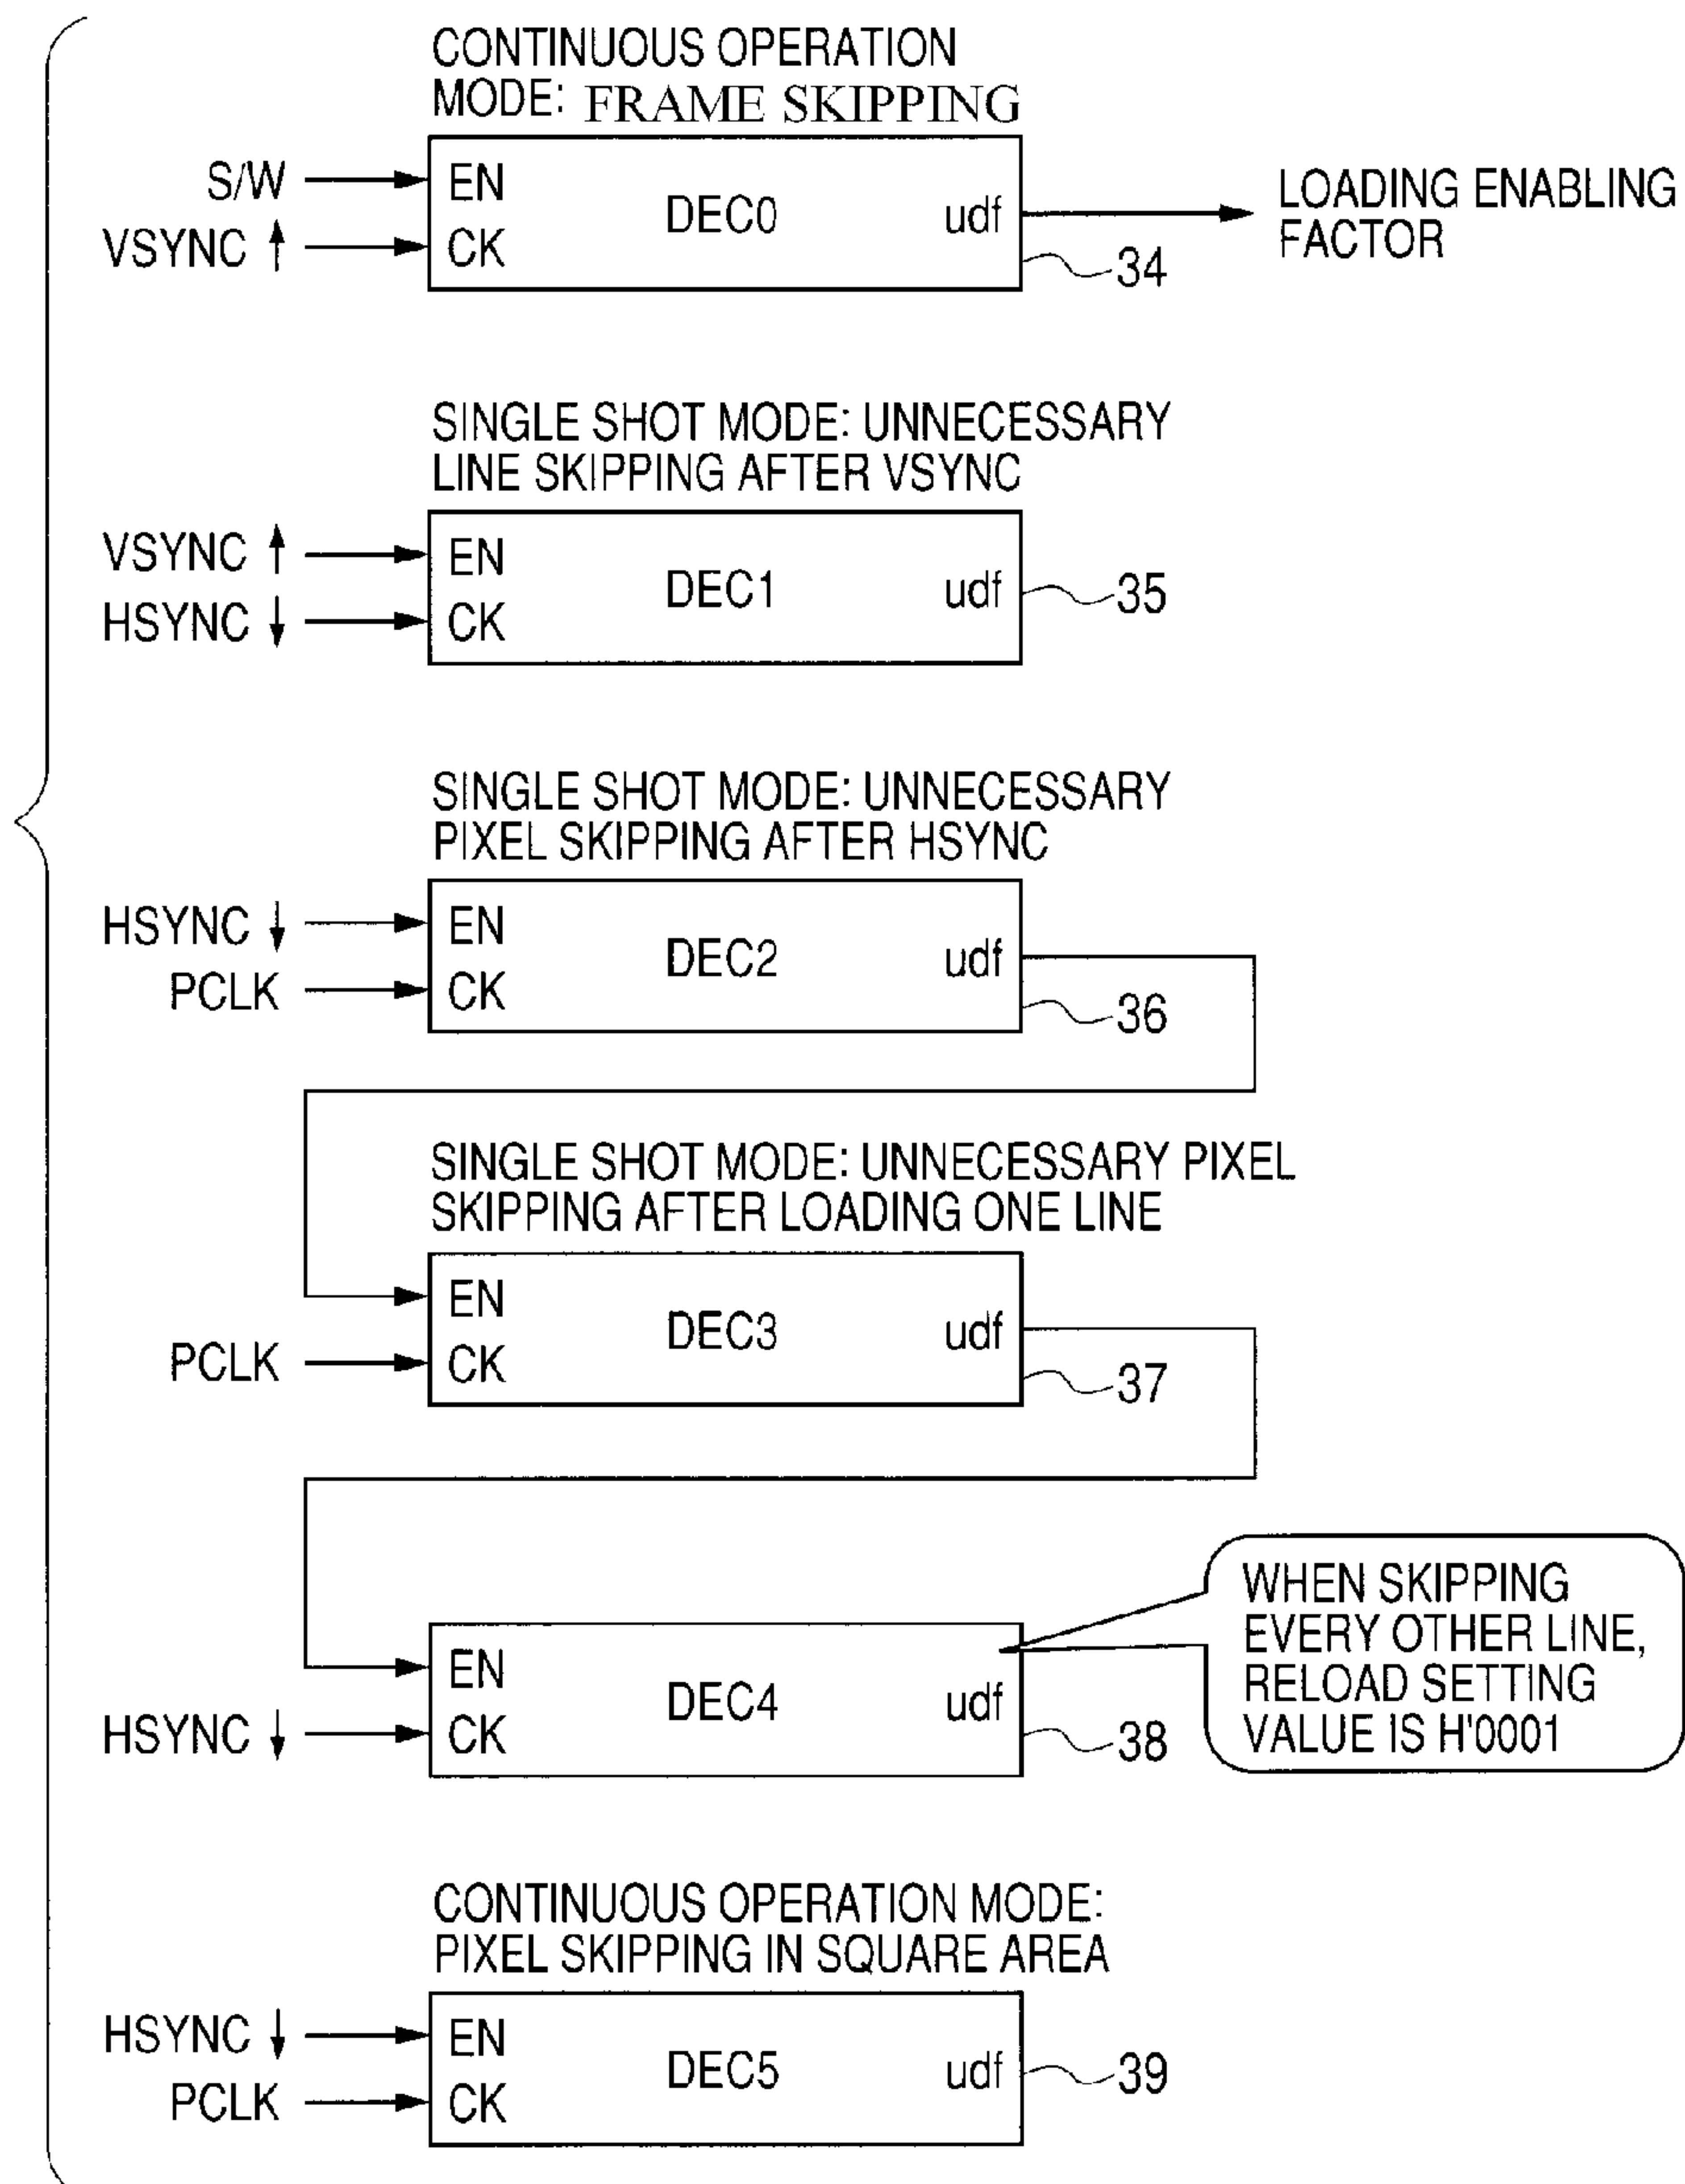 CONTINUOUS OPERATION
MODE: FRAME SKIPPING
S/W
EN
DEC0
udf
LOADING ENABLING
FACTOR
VSYNC ↑
CK
34
SINGLE SHOT MODE: UNNECESSARY
LINE SKIPPING AFTER VSYNC
VSYNC ↑
EN
DEC1
udf
35
HSYNC ↓
CK
SINGLE SHOT MODE: UNNECESSARY
PIXEL SKIPPING AFTER HSYNC
HSYNC ↓
EN
DEC2
udf
PCLK
CK
36
SINGLE SHOT MODE: UNNECESSARY PIXEL
SKIPPING AFTER LOADING ONE LINE
EN
DEC3
udf
PCLK
CK
37
WHEN SKIPPING
EVERY OTHER LINE,
RELOAD SETTING
VALUE IS H'0001
EN
DEC4
udf
HSYNC ↓
CK
38
CONTINUOUS OPERATION MODE:
PIXEL SKIPPING IN SQUARE AREA
HSYNC ↓
EN
DEC5
udf
39
PCLK
CK